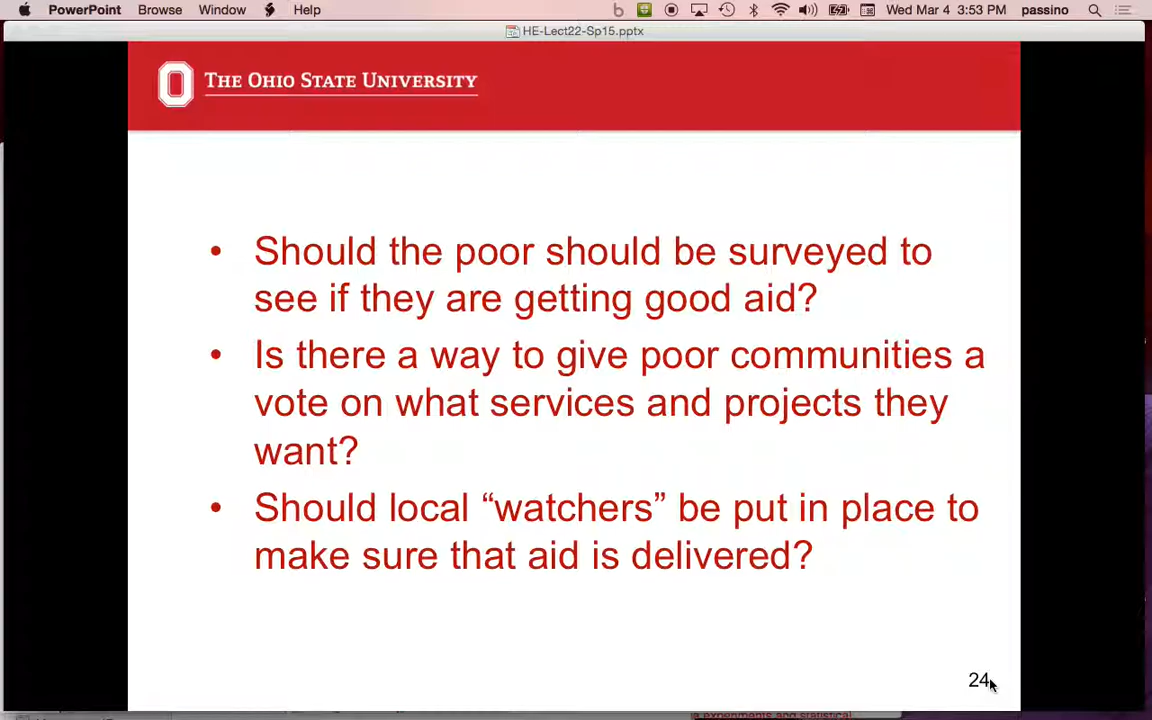 PowerPoint Browse Window Help Wed Mar 4 3:53 PM passino
HE-Lect22-Sp15.pptx
THE OHIO STATE UNIVERSITY
• Should the poor should be surveyed to
see if they are getting good aid?
• Is there a way to give poor communities a
vote on what services and projects they
want?
• Should local “watchers” be put in place to
make sure that aid is delivered?
24